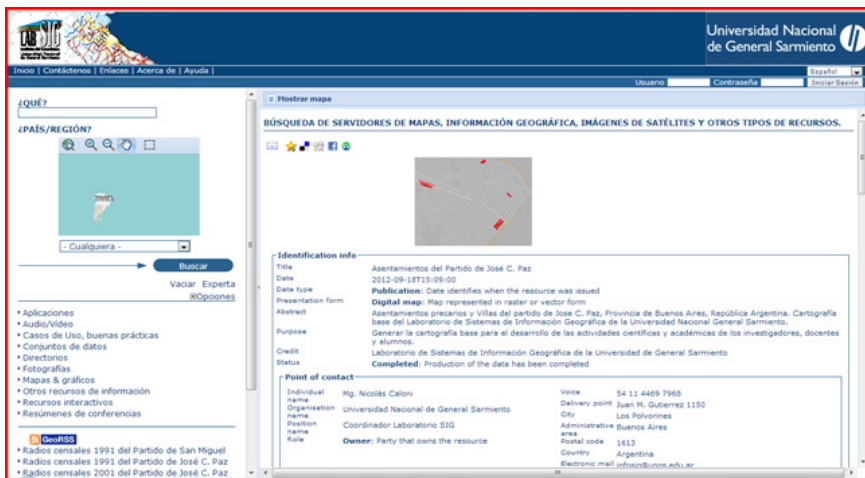 LAB SIG
Universidad Nacional
de General Sarmiento
Inicio | Contáctenos | Enlaces | Acerca de | Ayuda |
Español
Usuario Contraseña Iniciar Sesión
¿QUÉ?
¿PAÍS/REGIÓN?
- Cualquiera -
Buscar
Vaciar Experta
Opciones
Aplicaciones
Audio/Vídeo
Casos de Uso, buenas prácticas
Conjuntos de datos
Directorios
Fotografías
Mapas & gráficos
Otros recursos de información
Recursos interactivos
Resúmenes de conferencias
GeoRSS
Radios censales 1991 del Partido de San Miguel
Radios censales 1991 del Partido de José C. Paz
Radios censales 2001 del Partido de José C. Paz
Mostrar mapa
BÚSQUEDA DE SERVIDORES DE MAPAS, INFORMACIÓN GEOGRÁFICA, IMÁGENES DE SATÉLITES Y OTROS TIPOS DE RECURSOS.
Identification info
Title Asentamientos del Partido de José C. Paz
Date 2012-09-18T15:09:00
Date type Publication: Date identifies when the resource was issued
Presentation form Digital map: Map represented in raster or vector form
Abstract Asentamientos precarios y Villas del partido de Jose C. Paz, Provincia de Buenos Aires, República Argentina. Cartografía
base del Laboratorio de Sistemas de Información Geográfica de la Universidad Nacional General Sarmiento.
Purpose Generar la cartografía base para el desarrollo de las actividades científicas y académicas de los investigadores, docentes
y alumnos.
Credit Laboratorio de Sistemas de Información Geográfica de la Universidad de General Sarmiento
Status Completed: Production of the data has been completed
Point of contact
Individual name Mg. Nicolás Caloni
Organisation name Universidad Nacional de General Sarmiento
Position name Coordinador Laboratorio SIG
Role Owner: Party that owns the resource
Voice 54 11 4469 7968
Delivery point Juan M. Gutierrez 1150
City Los Polvorines
Administrative area Buenos Aires
Postal code 1613
Country Argentina
Electronic mail infosig@ungs.edu.ar